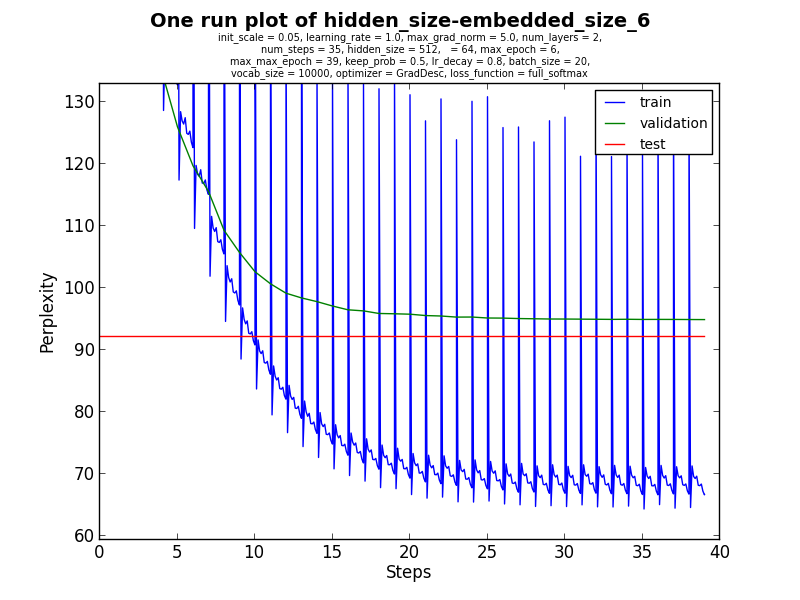 One run plot of hidden_size-embedded_size_6
init_scale = 0.05, learning_rate = 1.0, max_grad_norm = 5.0, num_layers = 2,
num_steps = 35, hidden_size = 512,   = 64, max_epoch = 6,
max_max_epoch = 39, keep_prob = 0.5, lr_decay = 0.8, batch_size = 20,
vocab_size = 10000, optimizer = GradDesc, loss_function = full_softmax
train
validation
test
130
120
110
100
90
80
70
60
Perplexity
0 5 10 15 20 25 30 35 40
Steps